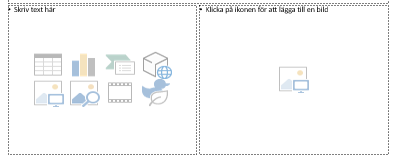 Skriv text här
Klicka på ikonen för att lägga till en bild